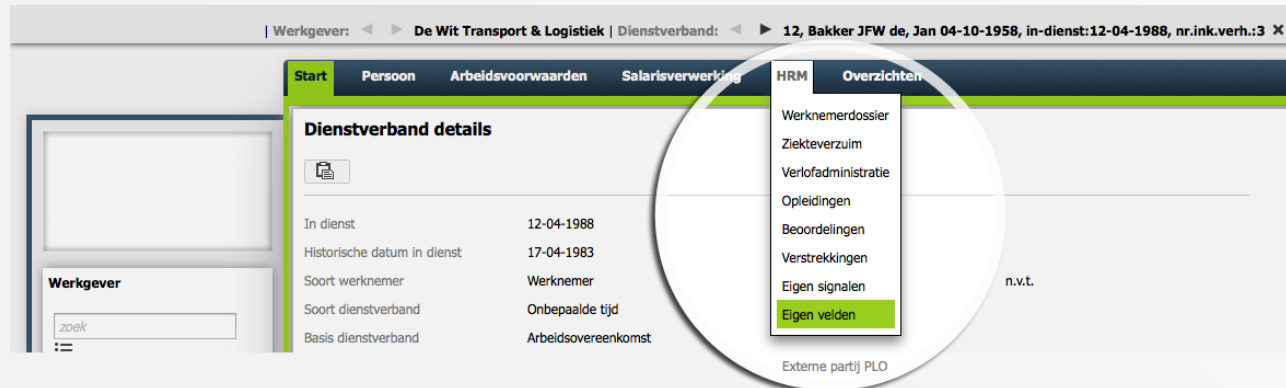 | Werkgever: De Wit Transport & Logistiek | Dienstverband: 12, Bakker JFW de, Jan 04-10-1958, in-dienst:12-04-1988, nr.ink.verh.:3
Start Persoon Arbeidsvoorwaarden Salarisverwerking HRM Overzichten
Werknemerdossier
Ziekteverzuim
Verlofadministratie
Opleidingen
Beoordelingen
Verstrekkingen
Eigen signalen
Eigen velden
Dienstverband details
In dienst 12-04-1988
Historische datum in dienst 17-04-1983
Soort werknemer Werknemer n.v.t.
Soort dienstverband Onbepaalde tijd
Basis dienstverband Arbeidsovereenkomst
Externe partij PLO
Werkgever
zoek